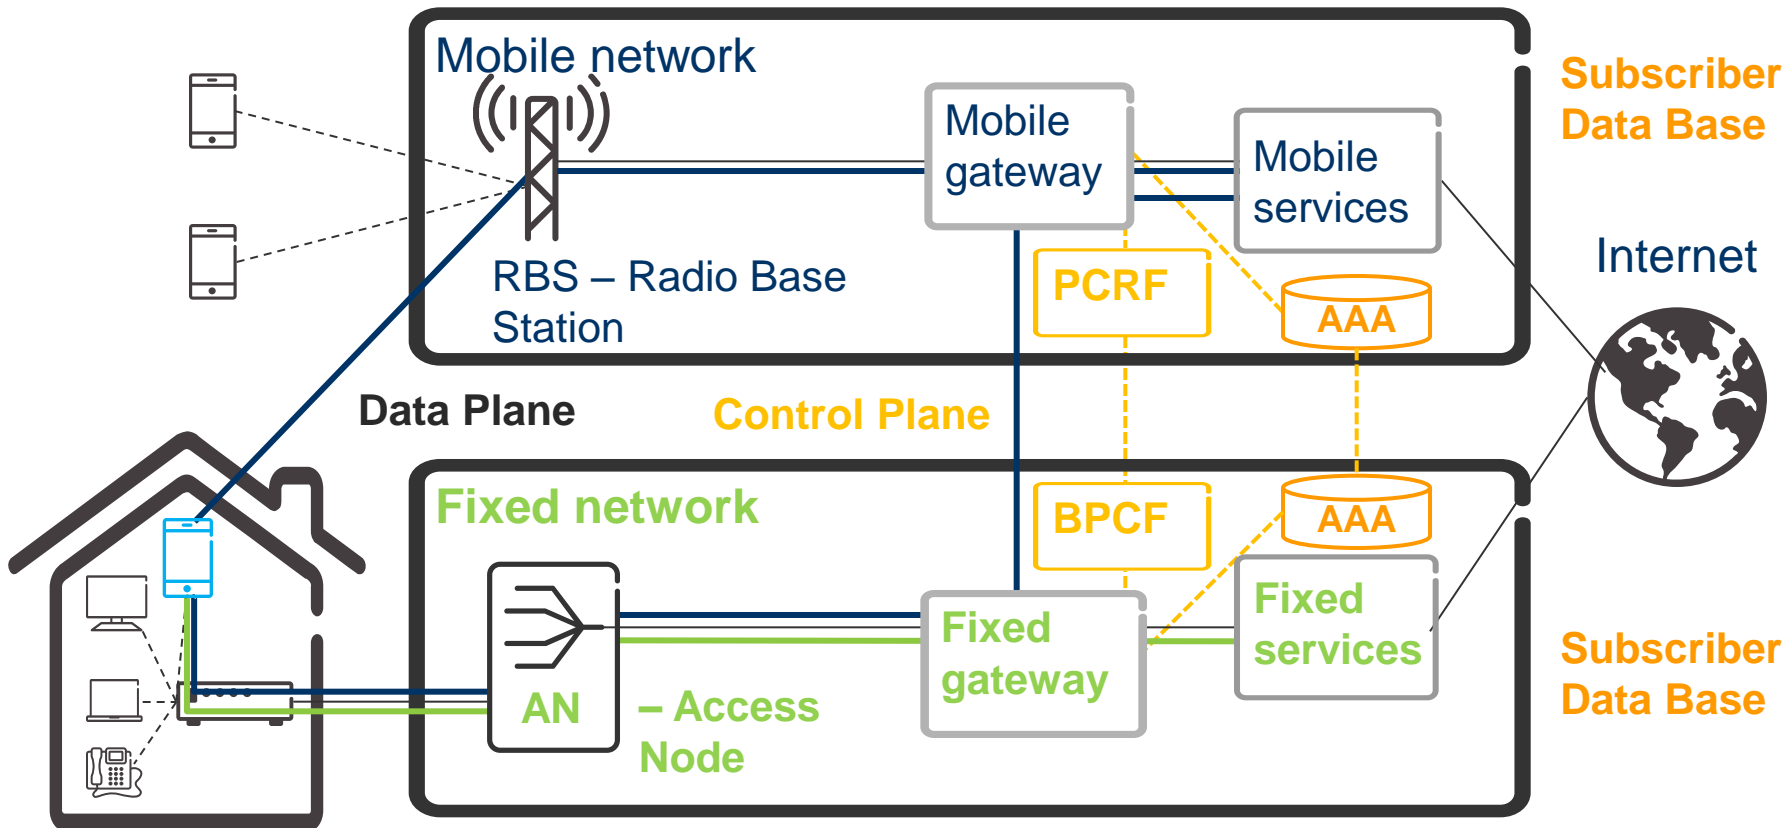 Mobile network
Subscriber
Data Base
Mobile
gateway
Mobile
services
RBS – Radio Base
Station
PCRF
AAA
Internet
Data Plane
Control Plane
Fixed network
BPCF
AAA
Fixed
gateway
Fixed
services
AN
– Access
Node
Subscriber
Data Base